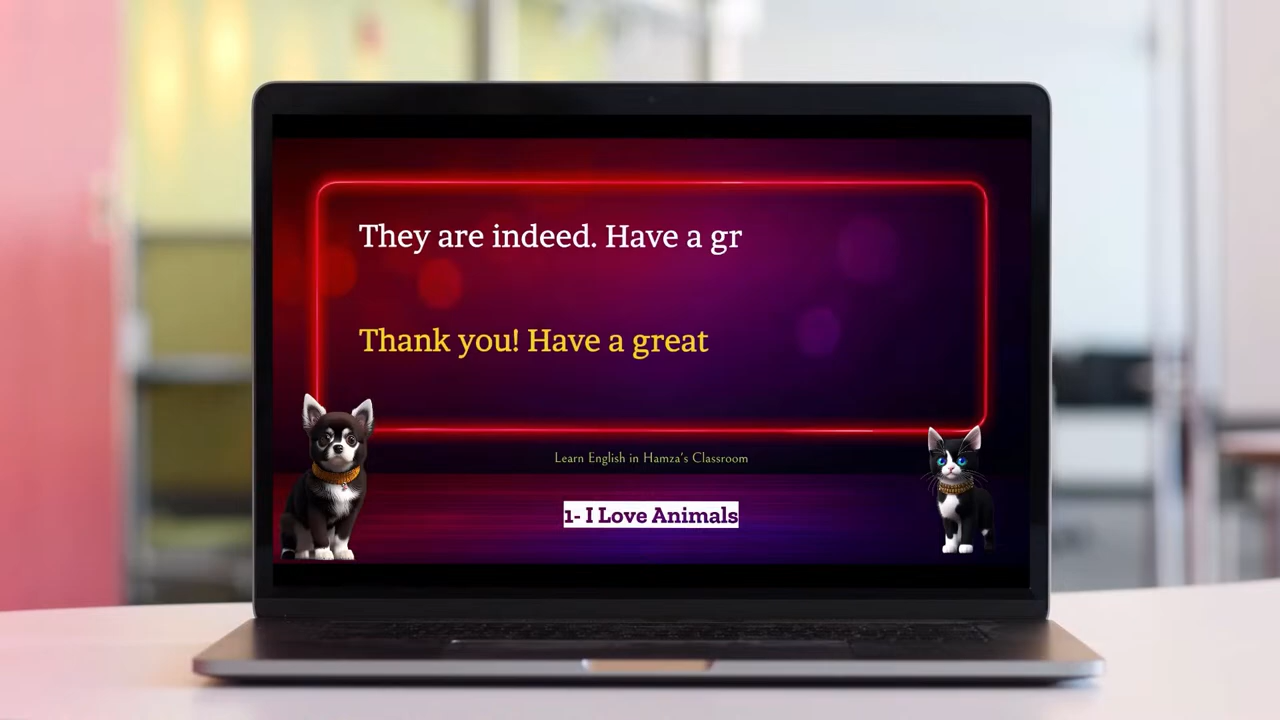 They are indeed. Have a gr
Thank you! Have a great
Learn English in Hamza's Classroom
1- I Love Animals